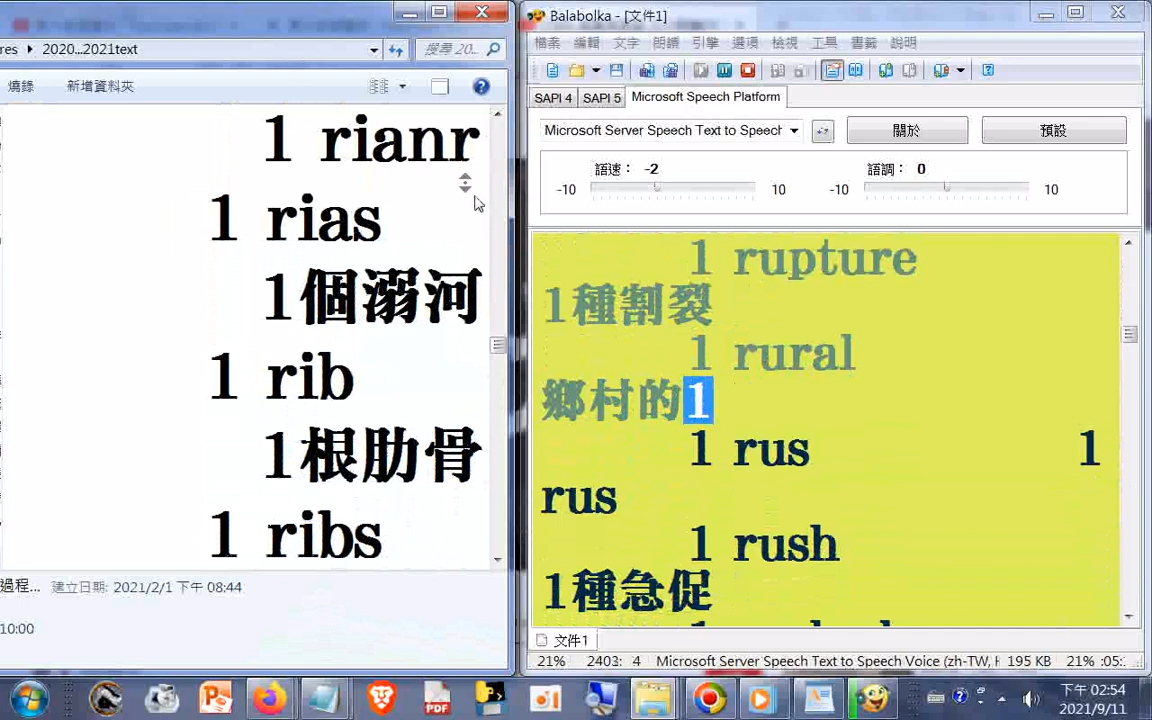 res ▸ 2020...2021text
搜尋 20...
燒錄 新增資料夾
1 rianr
1 rias
1個溺河
1 rib
1根肋骨
1 ribs
過程... 建立日期: 2021/2/1 下午 08:44
10:00
Balabolka - [文件1]
檔案 編輯 文字 朗讀 引擎 選項 檢視 工具 書籤 說明
SAPI 4 SAPI 5 Microsoft Speech Platform
Microsoft Server Speech Text to Speech
關於 預設
語速： -2 語調： 0
-10 10 -10 10
1 rupture
1種割裂
1 rural
鄉村的1
1 rus 1
rus
1 rush
1種急促
文件1
21% 2403: 4 Microsoft Server Speech Text to Speech Voice (zh-TW, H 195 KB 21% :05:
PDF
下午 02:54
2021/9/11